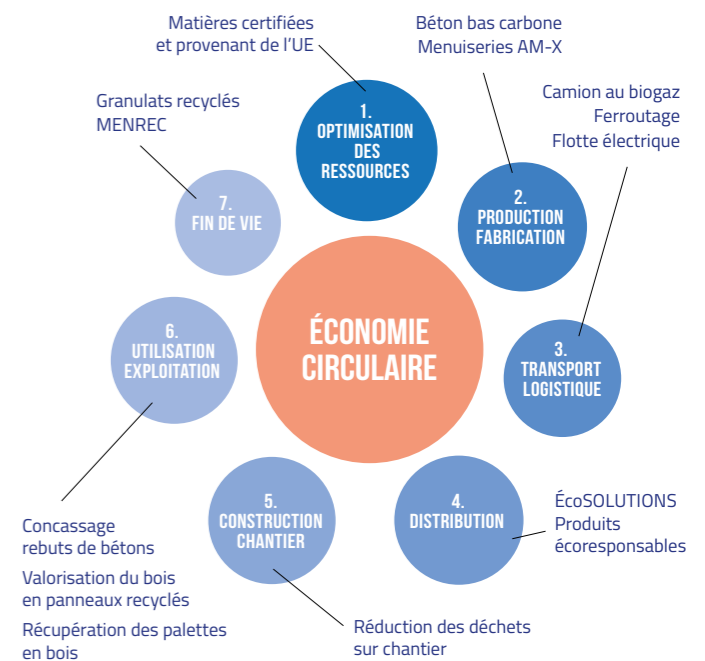 Matières certifiées
et provenant de l’UE
Béton bas carbone
Menuiseries AM-X
Camion au biogaz
Ferroutage
Flotte électrique
Granulats recyclés
MENREC
1.
OPTIMISATION
DES
RESSOURCES
2.
PRODUCTION
FABRICATION
3.
TRANSPORT
LOGISTIQUE
4.
DISTRIBUTION
5.
CONSTRUCTION
CHANTIER
6.
UTILISATION
EXPLOITATION
7.
FIN DE VIE
ÉCONOMIE
CIRCULAIRE
ÉcoSOLUTIONS
Produits
écoresponsables
Réduction des déchets
sur chantier
Concassage
rebuts de bétons
Valorisation du bois
en panneaux recyclés
Récupération des palettes
en bois